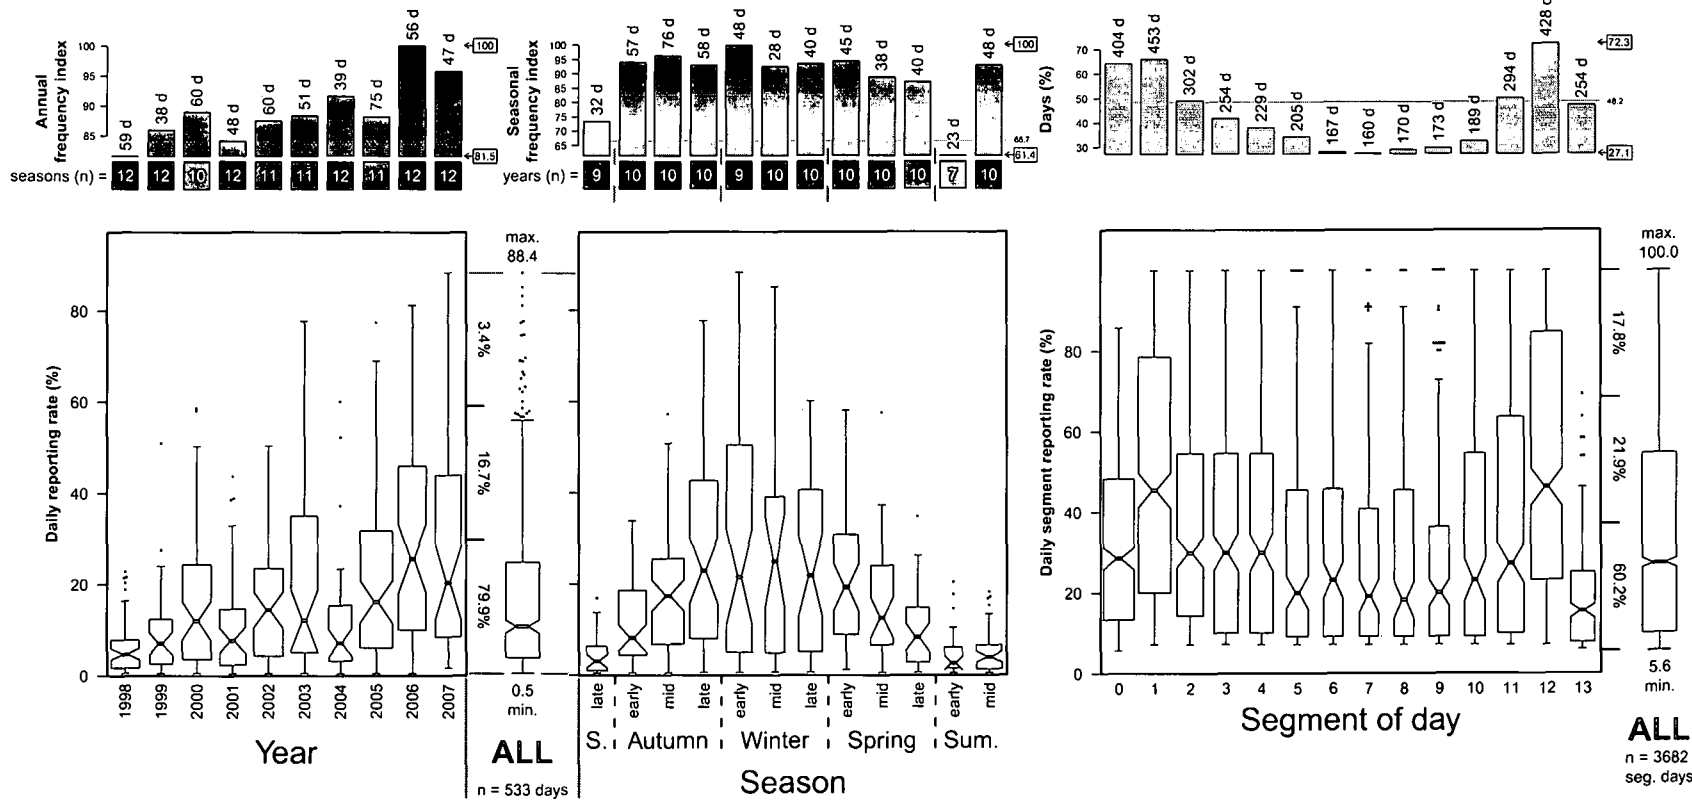 Annual
frequency index
100
95
90
85
59 d
38 d
60 d
48 d
60 d
51 d
39 d
75 d
56 d
47 d
100
81.5
seasons (n) =
12
12
10
12
11
11
12
11
12
12
Seasonal
frequency index
100
95
90
85
80
75
70
65
32 d
57 d
76 d
58 d
48 d
28 d
40 d
45 d
38 d
40 d
23 d
48 d
100
66.7
61.4
years (n) =
9
10
10
10
9
10
10
10
10
10
7
10
Days (%)
70
60
50
40
30
404 d
453 d
302 d
254 d
229 d
205 d
167 d
160 d
170 d
173 d
189 d
294 d
428 d
254 d
72.3
48.2
27.1
Daily reporting rate (%)
80
60
40
20
0
1998
1999
2000
2001
2002
2003
2004
2005
2006
2007
Year
max.
88.4
3.4%
16.7%
79.9%
0.5
min.
ALL
n = 533 days
late
early
mid
late
early
mid
late
early
mid
late
early
mid
S.
Autumn
Winter
Spring
Sum.
Season
Daily segment reporting rate (%)
80
60
40
20
0
0
1
2
3
4
5
6
7
8
9
10
11
12
13
Segment of day
max.
100.0
17.8%
21.9%
60.2%
5.6
min.
ALL
n = 3682
seg. days